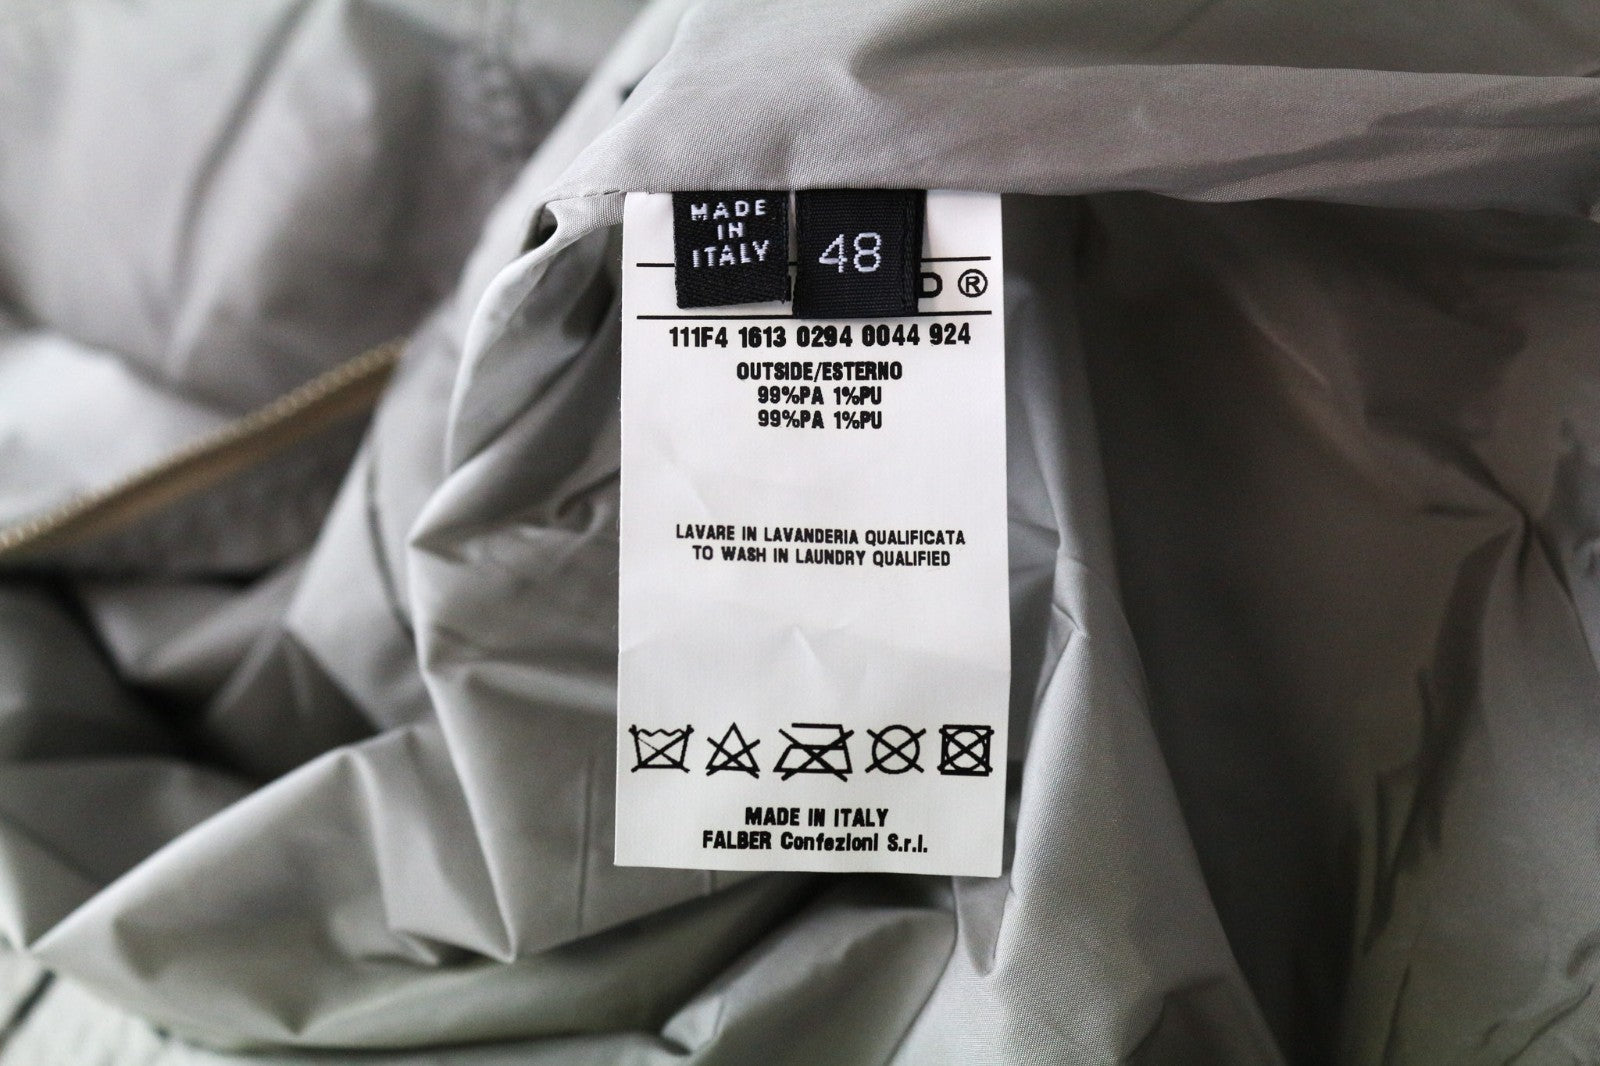 MADE
IN
ITALY
48
D ®
111F4 1613 0294 0044 924
OUTSIDE/ESTERNO
99%PA 1%PU
99%PA 1%PU
LAVARE IN LAVANDERIA QUALIFICATA
TO WASH IN LAUNDRY QUALIFIED
MADE IN ITALY
FALBER Confezioni S.r.l.